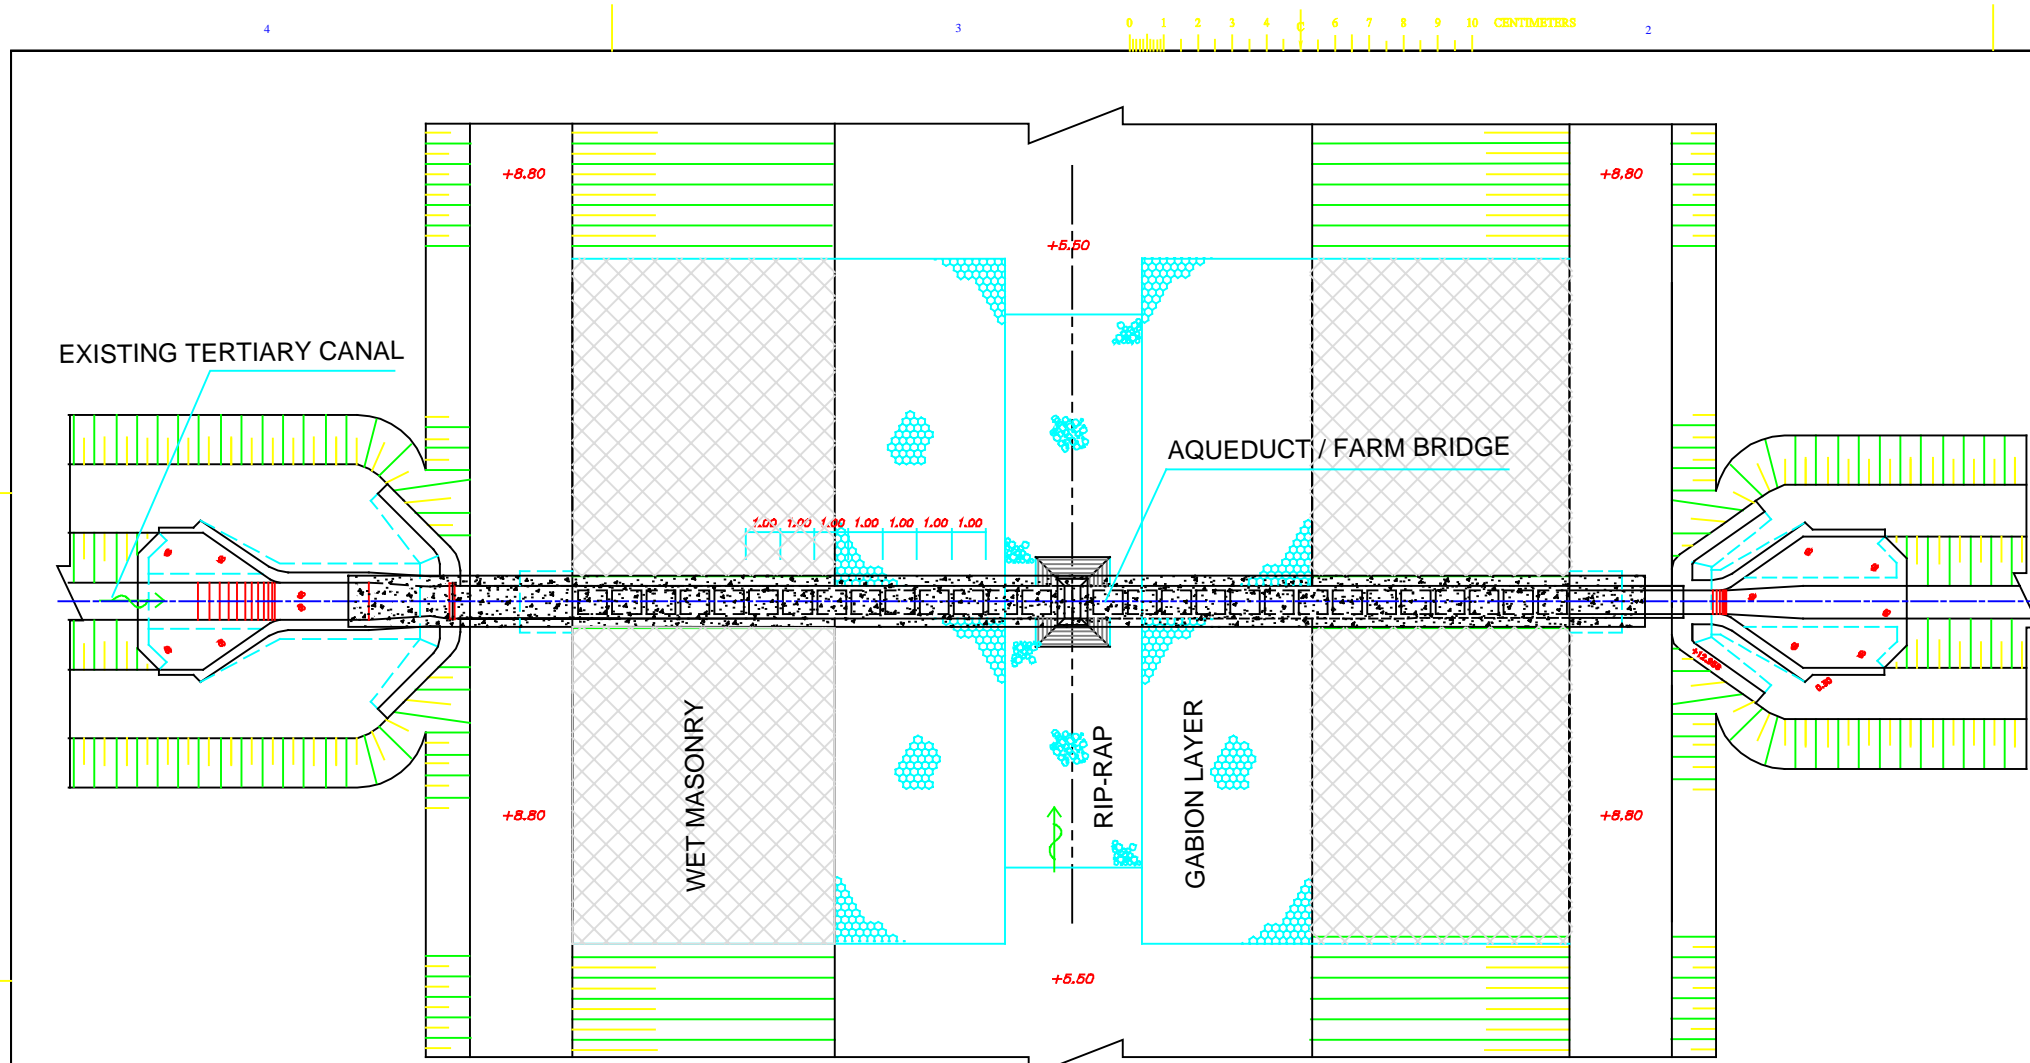 4 3 2
0 1 2 3 4 C 6 7 8 9 10 CENTIMETERS
+8.80 +8.80
+5.50
EXISTING TERTIARY CANAL
AQUEDUCT / FARM BRIDGE
1.00 1.00 1.00 1.00 1.00 1.00 1.00
0.30
WET MASONRY
RIP-RAP
GABION LAYER
+8.80 +8.80
+5.50